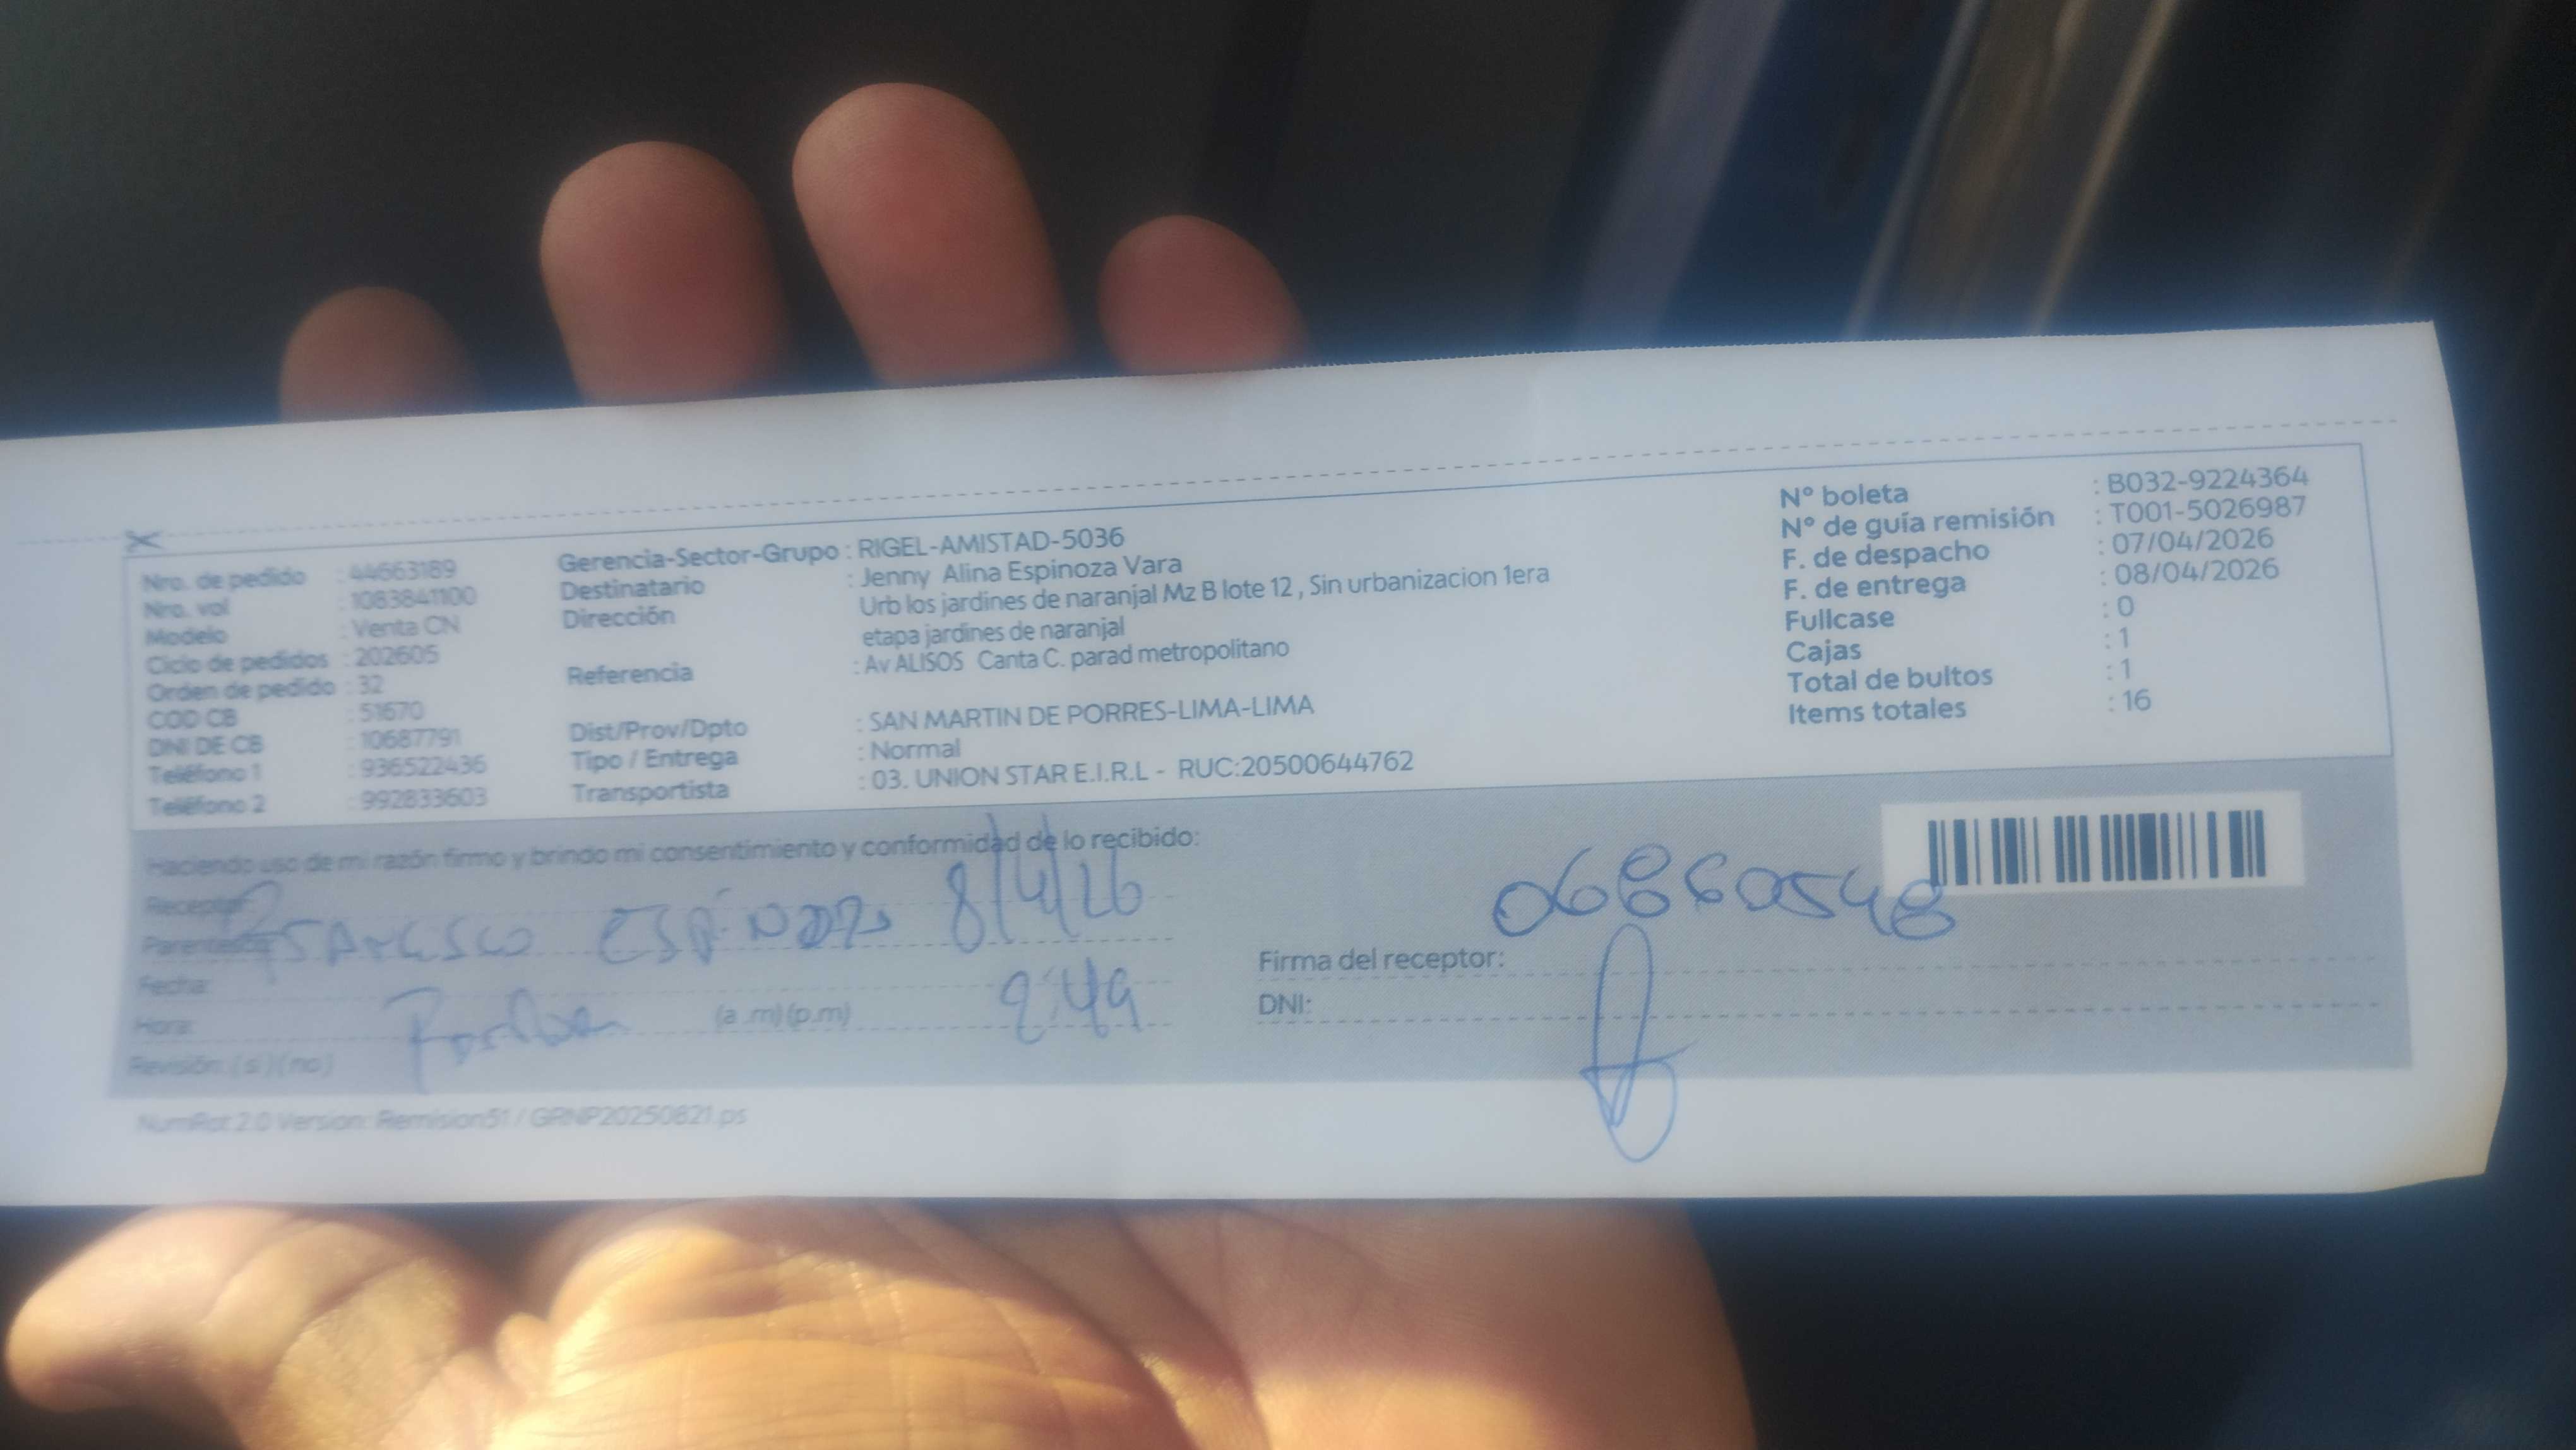 Nro. de pedido : 44663189
Nro. vol : 1083841100
Modelo : Venta CN
Ciclo de pedidos : 202605
Orden de pedido : 32
COD CB : 51670
DNI DE CB : 10687791
Teléfono 1 : 936522436
Teléfono 2 : 992833603
Gerencia-Sector-Grupo : RIGEL-AMISTAD-5036
Destinatario : Jenny Alina Espinoza Vara
Dirección Urb los jardines de naranjal Mz B lote 12 , Sin urbanizacion 1era
etapa jardines de naranjal
Referencia : Av ALISOS Canta C. parad metropolitano
Dist/Prov/Dpto : SAN MARTIN DE PORRES-LIMA-LIMA
Tipo / Entrega : Normal
Transportista : 03. UNION STAR E.I.R.L - RUC:20500644762
N° boleta : B032-9224364
N° de guía remisión : T001-5026987
F. de despacho : 07/04/2026
F. de entrega : 08/04/2026
Fullcase : 0
Cajas : 1
Total de bultos : 1
Items totales : 16
Haciendo uso de mi razón firmo y brindo mi consentimiento y conformidad de lo recibido:
Receptor:
Parentesco: 8/4/26
Fecha:
Hora: (a .m) (p.m)
Revisión: ( si ) ( no )
06860548
Firma del receptor:
DNI:
NumRot 2.0 Version: Remision51 / GRNP20250821.ps